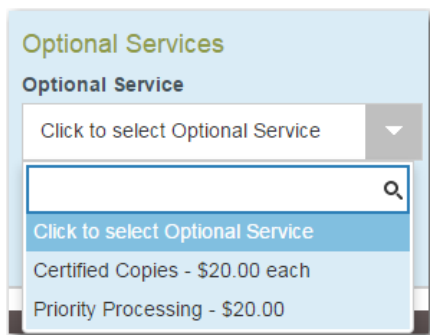 Optional Services
Optional Service
Click to select Optional Service
Click to select Optional Service
Certified Copies - $20.00 each
Priority Processing - $20.00